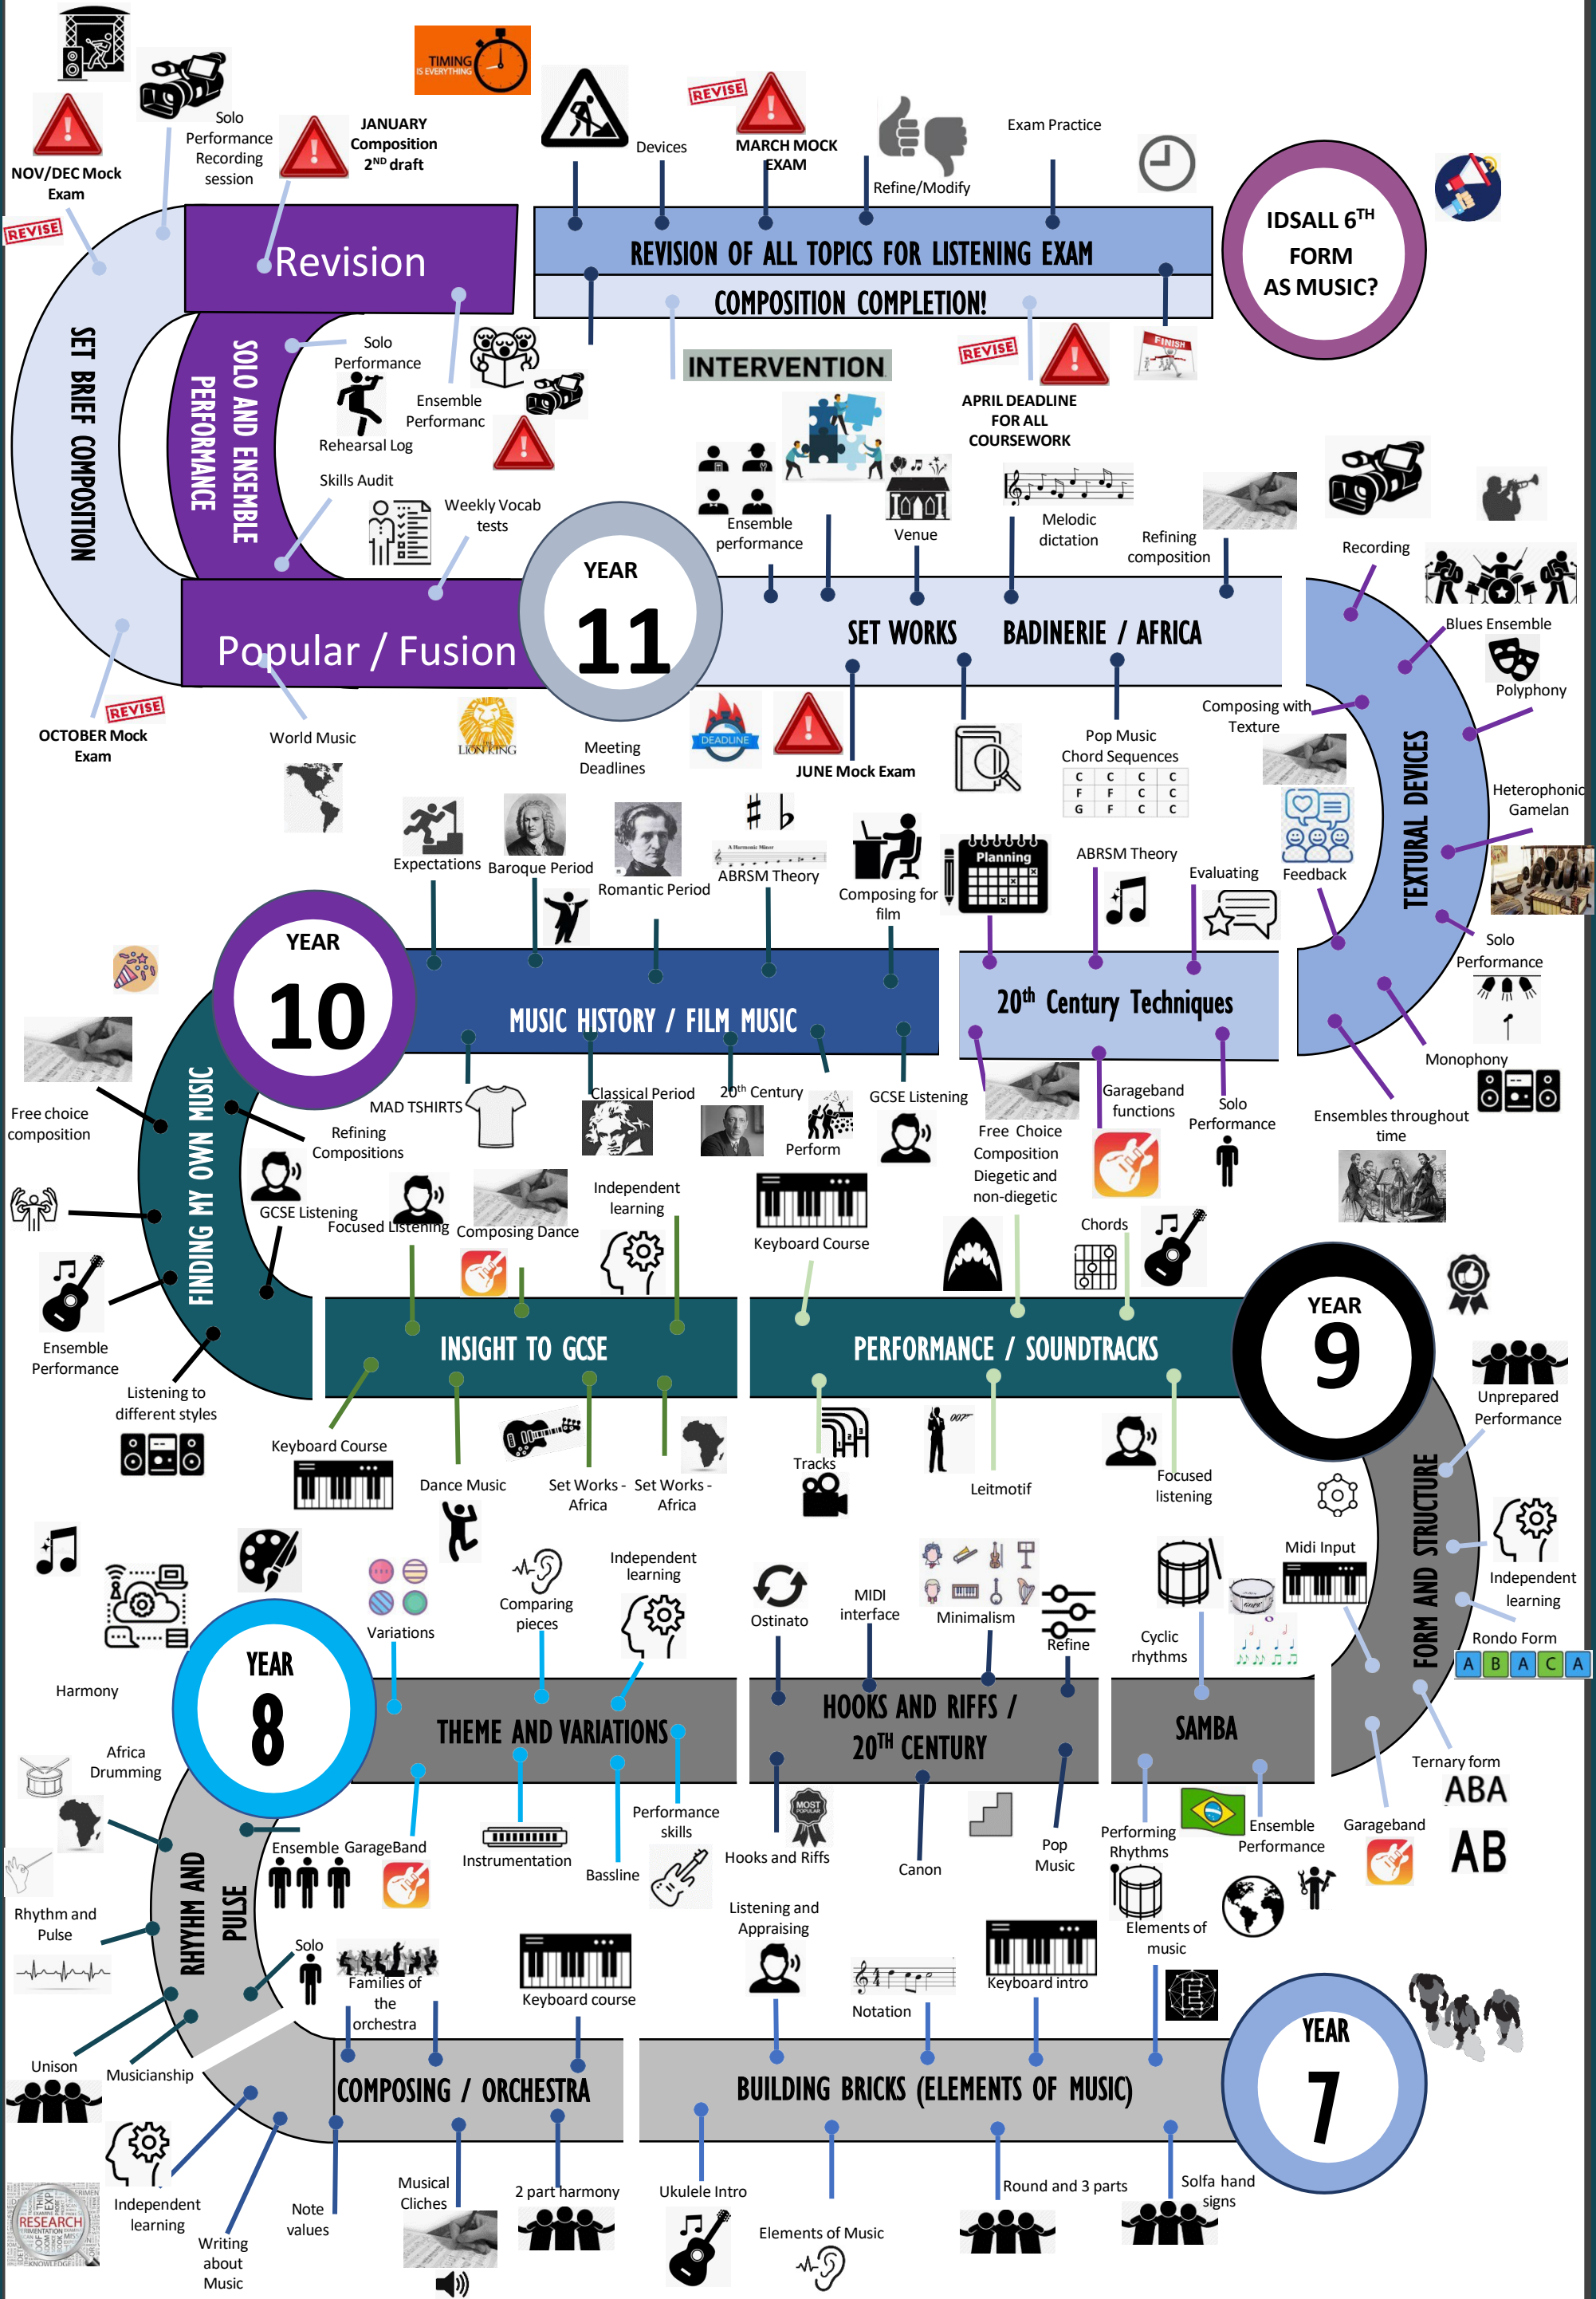 TIMING
IS EVERYTHING
NOV/DEC Mock
Exam
REVISE
Solo
Performance
Recording
session
JANUARY
Composition
2ND draft
Devices
REVISE
MARCH MOCK
EXAM
Refine/Modify
Exam Practice
Revision
REVISION OF ALL TOPICS FOR LISTENING EXAM
COMPOSITION COMPLETION!
IDSALL 6TH
FORM
AS MUSIC?
SET BRIEF COMPOSITION
SOLO AND ENSEMBLE
PERFORMANCE
Solo
Performance
Rehearsal Log
Ensemble
Performanc
INTERVENTION
REVISE
FINISH
APRIL DEADLINE
FOR ALL
COURSEWORK
Skills Audit
Weekly Vocab
tests
Ensemble
performance
Venue
Melodic
dictation
Refining
composition
Recording
Blues Ensemble
Polyphony
YEAR
11
Popular / Fusion
SET WORKS
BADINERIE / AFRICA
OCTOBER Mock
Exam
REVISE
World Music
LION KING
Meeting
Deadlines
DEADLINE
JUNE Mock Exam
Pop Music
Chord Sequences
C C C C
F F C C
G F C C
Composing with
Texture
TEXTURAL DEVICES
Heterophonic
Gamelan
Feedback
Solo
Performance
Monophony
Ensembles throughout
time
Expectations
Baroque Period
Romantic Period
A Harmonic Minor
ABRSM Theory
Composing for
film
Planning
ABRSM Theory
Evaluating
YEAR
10
MUSIC HISTORY / FILM MUSIC
20th Century Techniques
MAD TSHIRTS
Classical Period
20th Century
Perform
GCSE Listening
Free Choice
Composition
Diegetic and
non-diegetic
Garageband
functions
Solo
Performance
Free choice
composition
FINDING MY OWN MUSIC
Refining
Compositions
GCSE Listening
Ensemble
Performance
Listening to
different styles
Focused Listening
Composing Dance
Independent
learning
Keyboard Course
Chords
INSIGHT TO GCSE
PERFORMANCE / SOUNDTRACKS
YEAR
9
Keyboard Course
Dance Music
Set Works -
Africa
Set Works -
Africa
1 2 3
Tracks
007
Leitmotif
Focused
listening
Unprepared
Performance
FORM AND STRUCTURE
Independent
learning
Midi Input
Rondo Form
A B A C A
Ternary form
ABA
AB
Garageband
Variations
Comparing
pieces
Independent
learning
Ostinato
MIDI
interface
Minimalism
Refine
Cyclic
rhythms
Harmony
YEAR
8
THEME AND VARIATIONS
HOOKS AND RIFFS /
20TH CENTURY
SAMBA
Africa
Drumming
Ensemble
GarageBand
Instrumentation
Bassline
Performance
skills
MOST
POPULAR
Hooks and Riffs
Canon
Pop
Music
Performing
Rhythms
Ensemble
Performance
Rhythm and
Pulse
RHYHM AND
PULSE
Solo
Families of
the
orchestra
Keyboard course
Listening and
Appraising
Notation
Keyboard intro
Elements of
music
Unison
Musicianship
COMPOSING / ORCHESTRA
BUILDING BRICKS (ELEMENTS OF MUSIC)
YEAR
7
RESEARCH
Independent
learning
Writing
about
Music
Note
values
Musical
Cliches
2 part harmony
Ukulele Intro
Elements of Music
Round and 3 parts
Solfa hand
signs